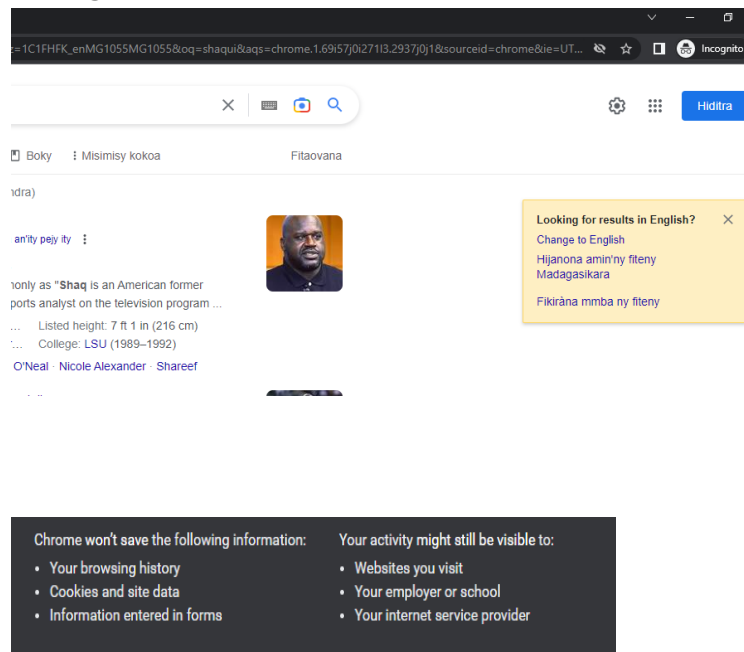 z=1C1FHFK_enMG1055MG1055&oq=shaqui&aqs=chrome.1.69i57j0i271l3.2937j0j1&sourceid=chrome&ie=UT... Incognito
Hiditra
Boky Misimisy kokoa Fitaovana
ndra)
an'ity pejy ity
Looking for results in English?
Change to English
Hijanona amin'ny fiteny
Madagasikara
Fikiràna mmba ny fiteny
nonly as "Shaq is an American former
ports analyst on the television program ...
... Listed height: 7 ft 1 in (216 cm)
... College: LSU (1989–1992)
O'Neal · Nicole Alexander · Shareef
Chrome won't save the following information:
• Your browsing history
• Cookies and site data
• Information entered in forms
Your activity might still be visible to:
• Websites you visit
• Your employer or school
• Your internet service provider